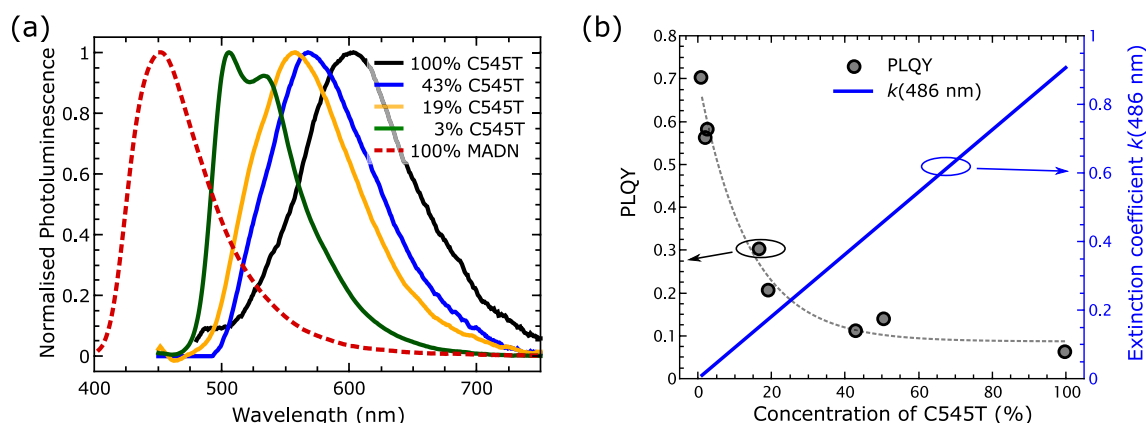 (a)
Normalised Photoluminescence
1
0.8
0.6
0.4
0.2
0
400
500
600
700
Wavelength (nm)
100% C545T
43% C545T
19% C545T
3% C545T
100% MADN
(b)
PLQY
0.8
0.7
0.6
0.5
0.4
0.3
0.2
0.1
0
0
20
40
60
80
100
Concentration of C545T (%)
PLQY
k(486 nm)
1
0.8
0.6
0.4
0.2
0
Extinction coefficient k(486 nm)